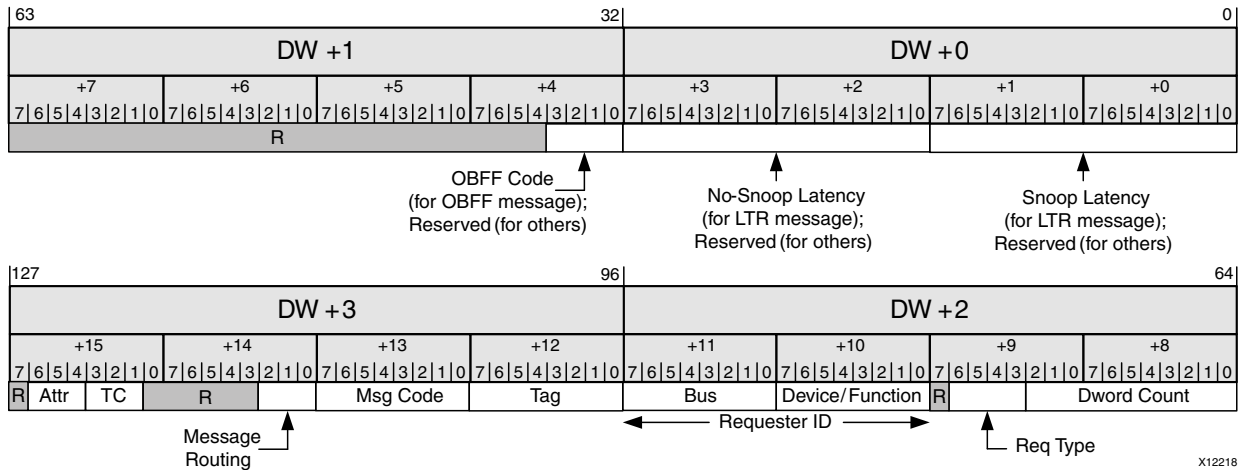 63 32 0
DW +1 DW +0
+7 +6 +5 +4 +3 +2 +1 +0
7 6 5 4 3 2 1 0 7 6 5 4 3 2 1 0 7 6 5 4 3 2 1 0 7 6 5 4 3 2 1 0 7 6 5 4 3 2 1 0 7 6 5 4 3 2 1 0 7 6 5 4 3 2 1 0 7 6 5 4 3 2 1 0
R
OBFF Code
(for OBFF message);
Reserved (for others)
No-Snoop Latency
(for LTR message);
Reserved (for others)
Snoop Latency
(for LTR message);
Reserved (for others)
127 96 64
DW +3 DW +2
+15 +14 +13 +12 +11 +10 +9 +8
7 6 5 4 3 2 1 0 7 6 5 4 3 2 1 0 7 6 5 4 3 2 1 0 7 6 5 4 3 2 1 0 7 6 5 4 3 2 1 0 7 6 5 4 3 2 1 0 7 6 5 4 3 2 1 0 7 6 5 4 3 2 1 0
R Attr TC R Msg Code Tag Bus Device/Function R Dword Count
Message
Routing
Requester ID
Req Type
X12218